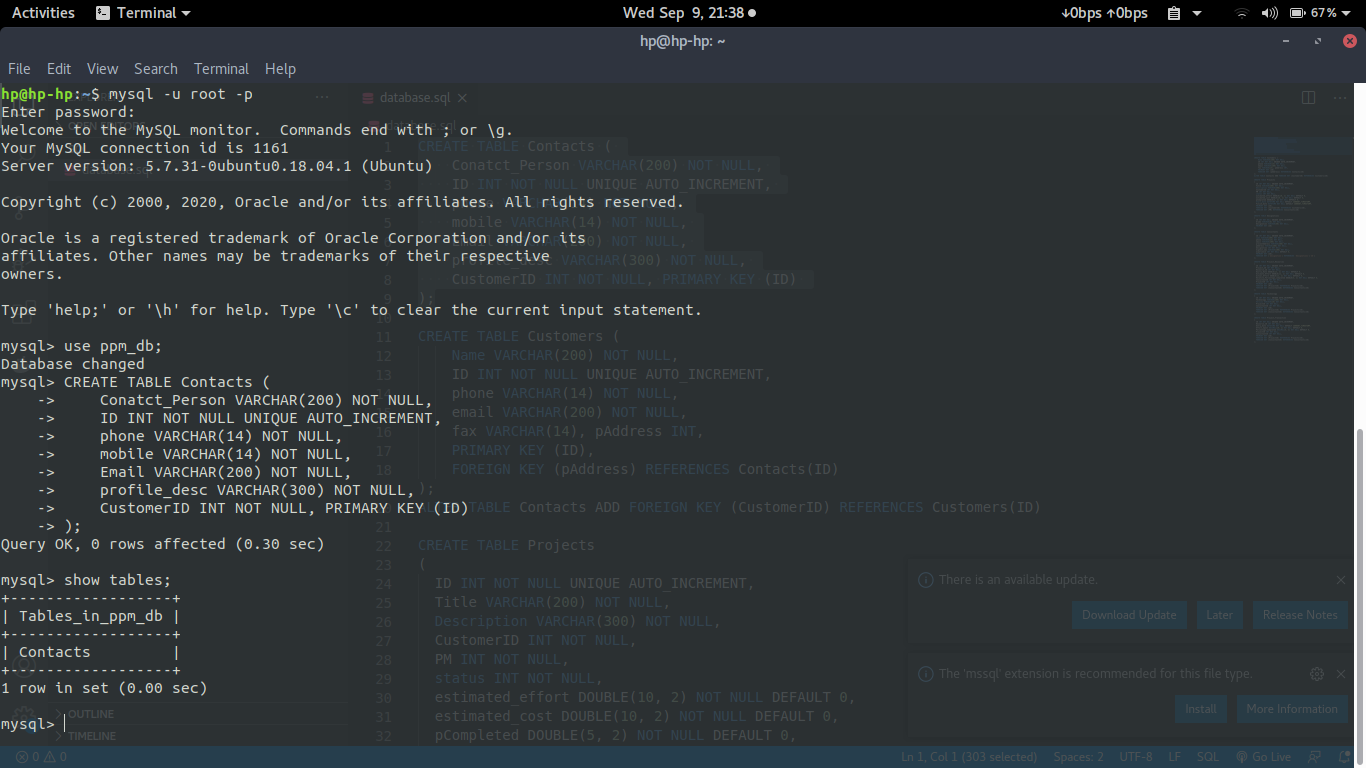 Activities Terminal Wed Sep 9, 21:38 ↓0bps ↑0bps 67%
hp@hp-hp: ~
File Edit View Search Terminal Help
hp@hp-hp:~$ mysql -u root -p
Enter password:
Welcome to the MySQL monitor.  Commands end with ; or \g.
Your MySQL connection id is 1161
Server version: 5.7.31-0ubuntu0.18.04.1 (Ubuntu)
Copyright (c) 2000, 2020, Oracle and/or its affiliates. All rights reserved.
Oracle is a registered trademark of Oracle Corporation and/or its
affiliates. Other names may be trademarks of their respective
owners.
Type 'help;' or '\h' for help. Type '\c' to clear the current input statement.
mysql> use ppm_db;
Database changed
mysql> CREATE TABLE Contacts (
    ->     Conatct_Person VARCHAR(200) NOT NULL,
    ->     ID INT NOT NULL UNIQUE AUTO_INCREMENT,
    ->     phone VARCHAR(14) NOT NULL,
    ->     mobile VARCHAR(14) NOT NULL,
    ->     Email VARCHAR(200) NOT NULL,
    ->     profile_desc VARCHAR(300) NOT NULL,
    ->     CustomerID INT NOT NULL, PRIMARY KEY (ID)
    -> );
Query OK, 0 rows affected (0.30 sec)
mysql> show tables;
+------------------+
| Tables_in_ppm_db |
+------------------+
| Contacts         |
+------------------+
1 row in set (0.00 sec)
mysql>
database.sql
1 CREATE TABLE Contacts (
Conatct_Person VARCHAR(200) NOT NULL,
3 ID INT NOT NULL UNIQUE AUTO_INCREMENT,
5 mobile VARCHAR(14) NOT NULL,
VARCHAR(300) NOT NULL,
8 CustomerID INT NOT NULL, PRIMARY KEY (ID)
9 );
10
11 CREATE TABLE Customers (
12 Name VARCHAR(200) NOT NULL,
13 ID INT NOT NULL UNIQUE AUTO_INCREMENT,
phone VARCHAR(14) NOT NULL,
email VARCHAR(200) NOT NULL,
16 fax VARCHAR(14), pAddress INT,
17 PRIMARY KEY (ID),
18 FOREIGN KEY (pAddress) REFERENCES Contacts(ID)
);
TABLE Contacts ADD FOREIGN KEY (CustomerID) REFERENCES Customers(ID)
21
22 CREATE TABLE Projects
23 (
24 ID INT NOT NULL UNIQUE AUTO_INCREMENT,
25 Title VARCHAR(200) NOT NULL,
26 Description VARCHAR(300) NOT NULL,
27 CustomerID INT NOT NULL,
28 PM INT NOT NULL,
29 status INT NOT NULL,
30 estimated_effort DOUBLE(10, 2) NOT NULL DEFAULT 0,
31 estimated_cost DOUBLE(10, 2) NOT NULL DEFAULT 0,
32 pCompleted DOUBLE(5, 2) NOT NULL DEFAULT 0,
There is an available update.
Download Update Later Release Notes
The 'mssql' extension is recommended for this file type.
Install More Information
OUTLINE
TIMELINE
0 0 Ln 1, Col 1 (303 selected) Spaces: 2 UTF-8 LF SQL Go Live